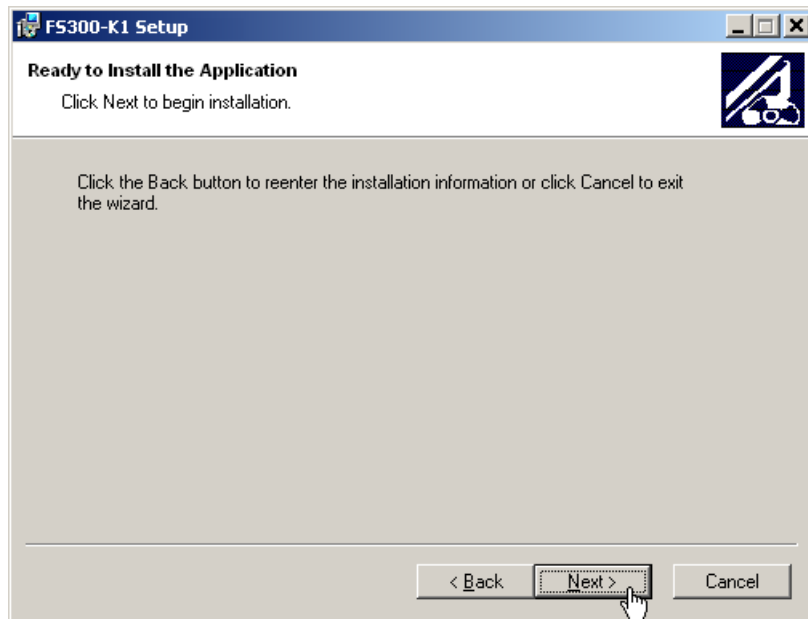 FS300-K1 Setup
Ready to Install the Application
Click Next to begin installation.
Click the Back button to reenter the installation information or click Cancel to exit
the wizard.
< Back Next > Cancel